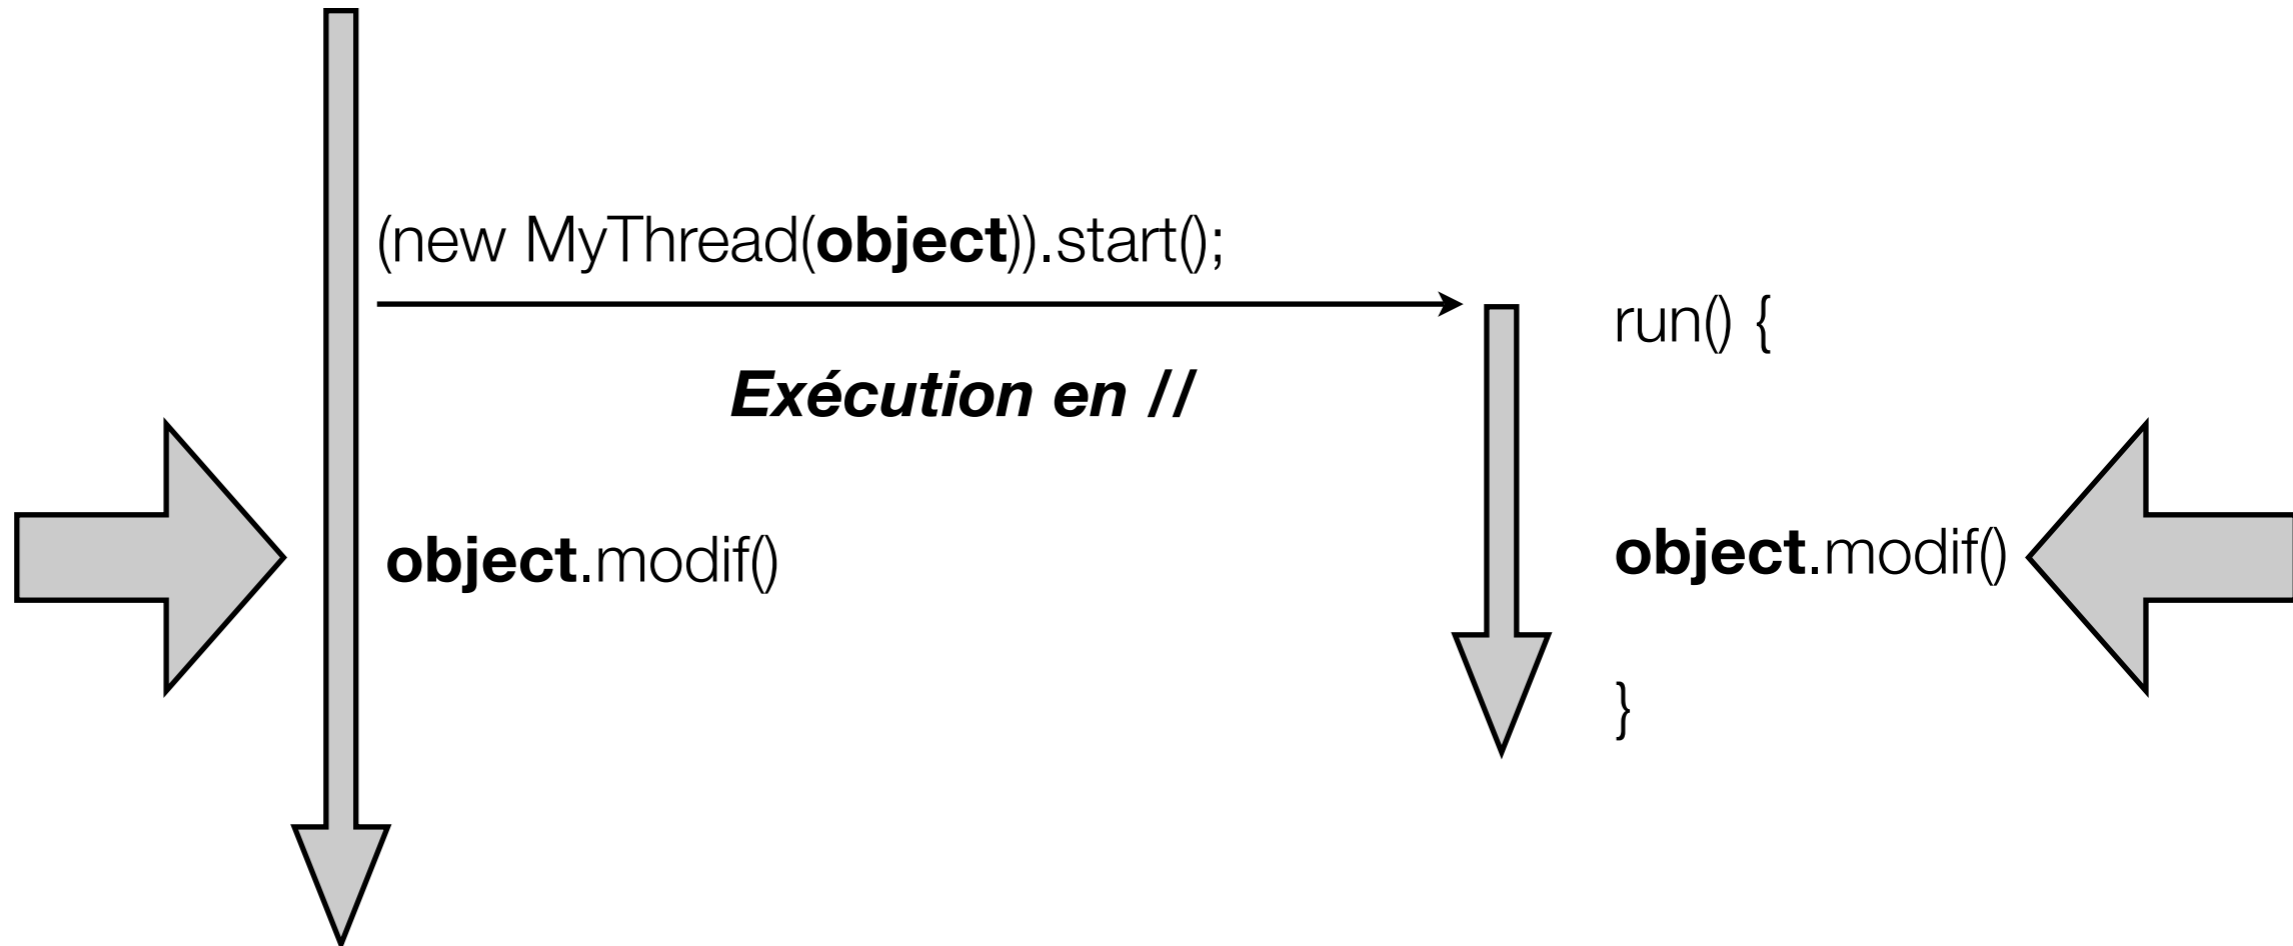 (new MyThread(object)).start();
run() {
Exécution en //
object.modif()
object.modif()
}